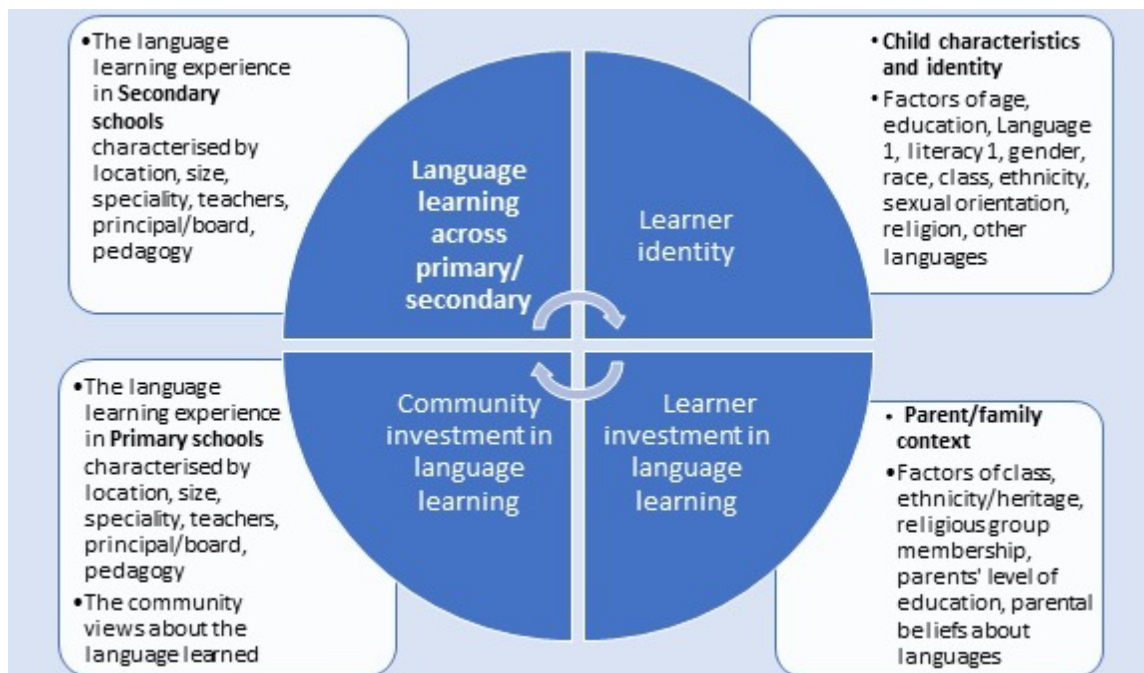 •The language
learning experience
in Secondary
schools
characterised by
location, size,
speciality, teachers,
principal/board,
pedagogy
Language
learning
across
primary/
secondary
Learner
identity
• Child characteristics
and identity
• Factors of age,
education, Language
1, literacy 1, gender,
race, class, ethnicity,
sexual orientation,
religion, other
languages
•The language
learning experience
in Primary schools
characterised by
location, size,
speciality, teachers,
principal/board,
pedagogy
•The community
views about the
language learned
Community
investment in
language
learning
Learner
investment in
language
learning
• Parent/family
context
•Factors of class,
ethnicity/heritage,
religious group
membership,
parents' level of
education, parental
beliefs about
languages